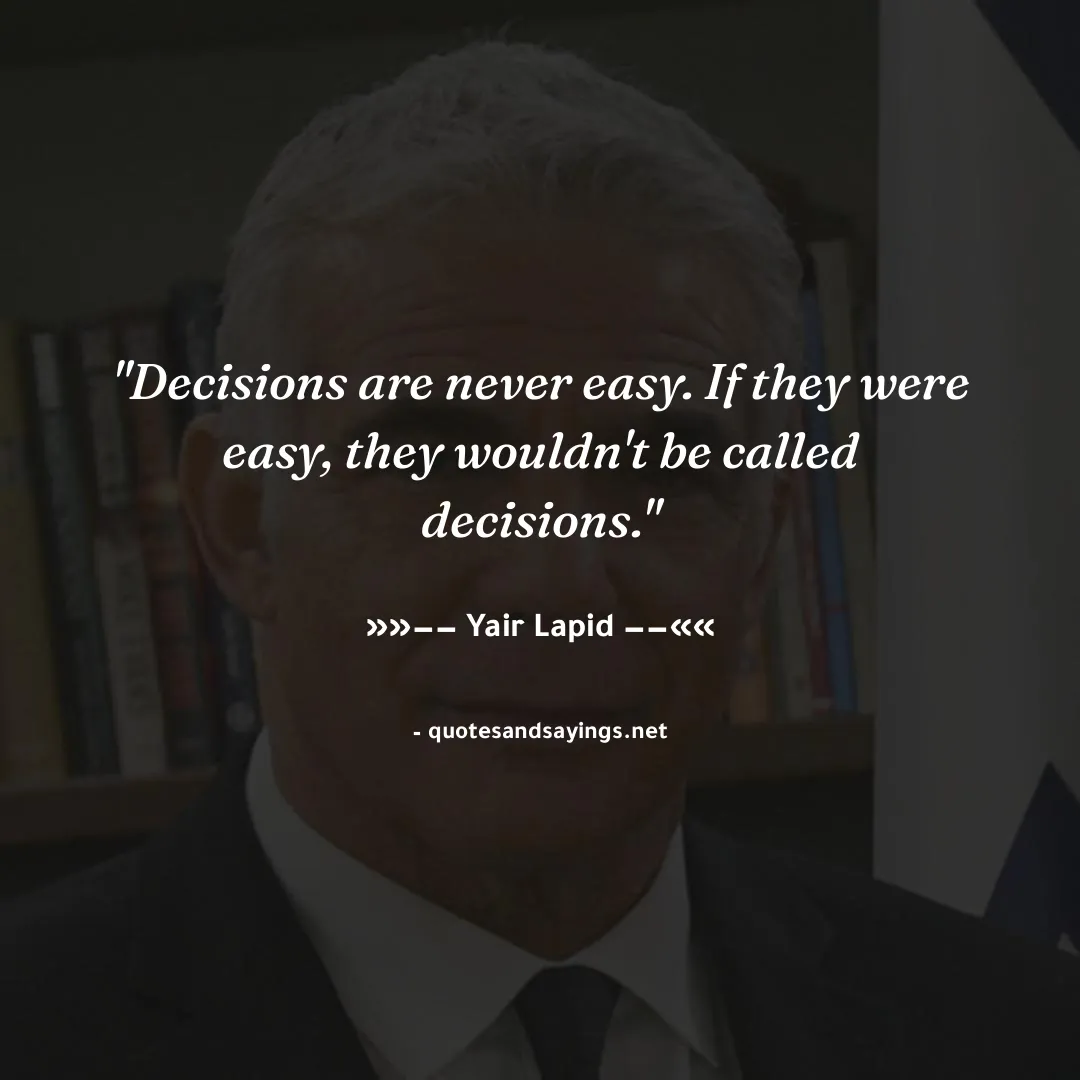 "Decisions are never easy. If they were
easy, they wouldn't be called
decisions."
»»−− Yair Lapid −−««
- quotesandsayings.net